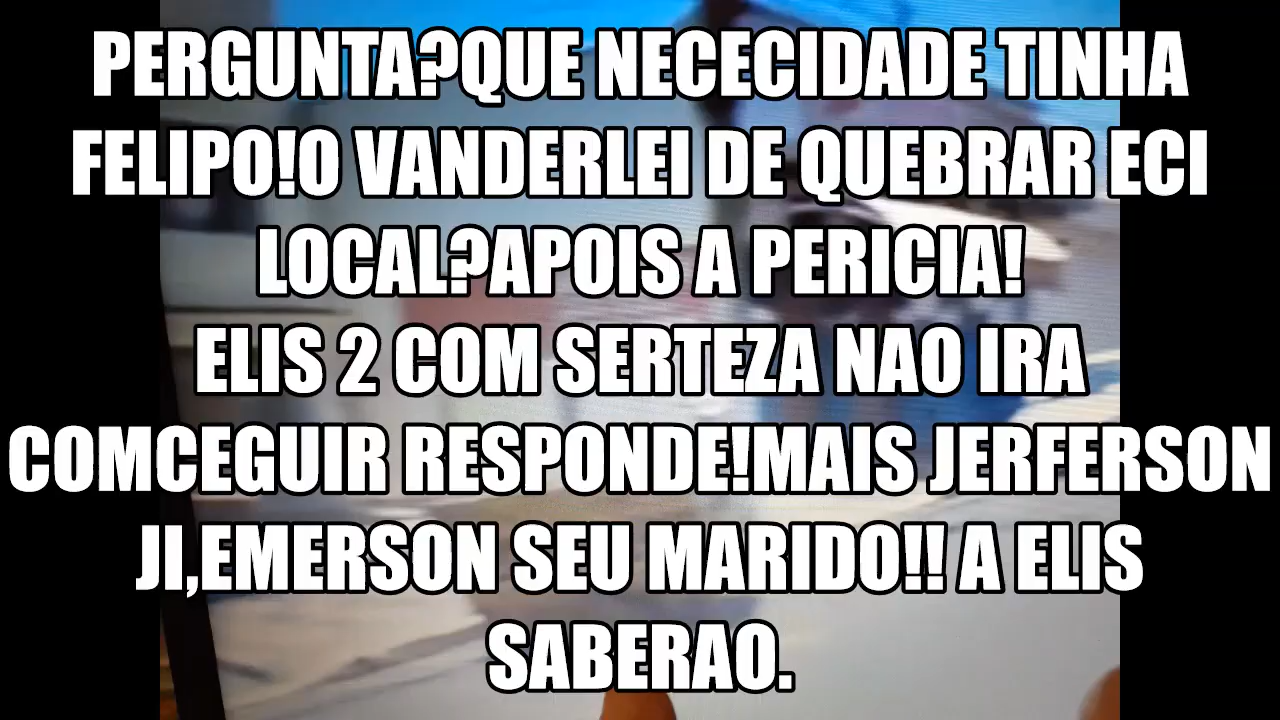 PERGUNTA?QUE NECECIDADE TINHA
FELIPO!O VANDERLEI DE QUEBRAR ECI
LOCAL?APOIS A PERICIA!
ELIS 2 COM SERTEZA NAO IRA
COMCEGUIR RESPONDE!MAIS JERFERSON
JI,EMERSON SEU MARIDO!! A ELIS
SABERAO.